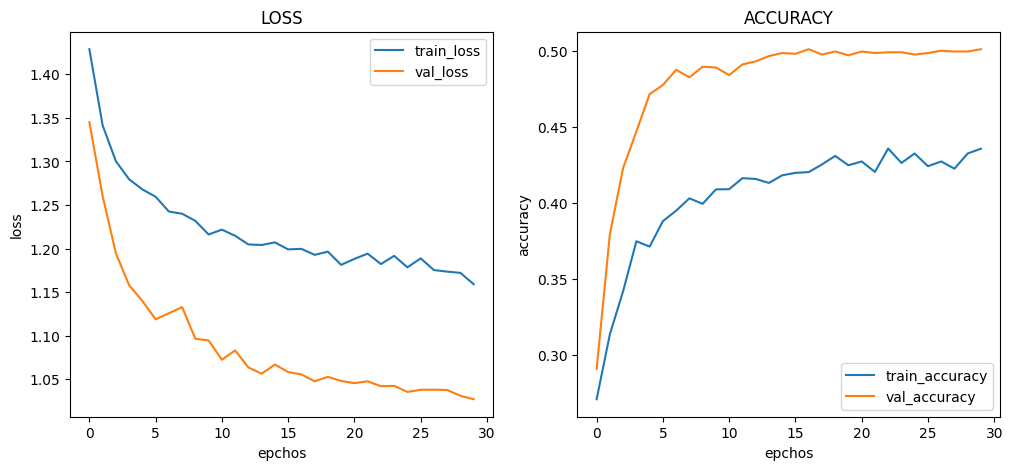 LOSS
train_loss
val_loss
1.40
1.35
1.30
1.25
1.20
1.15
1.10
1.05
loss
0
5
10
15
20
25
30
epchos
ACCURACY
0.50
0.45
0.40
0.35
0.30
accuracy
train_accuracy
val_accuracy
0
5
10
15
20
25
30
epchos